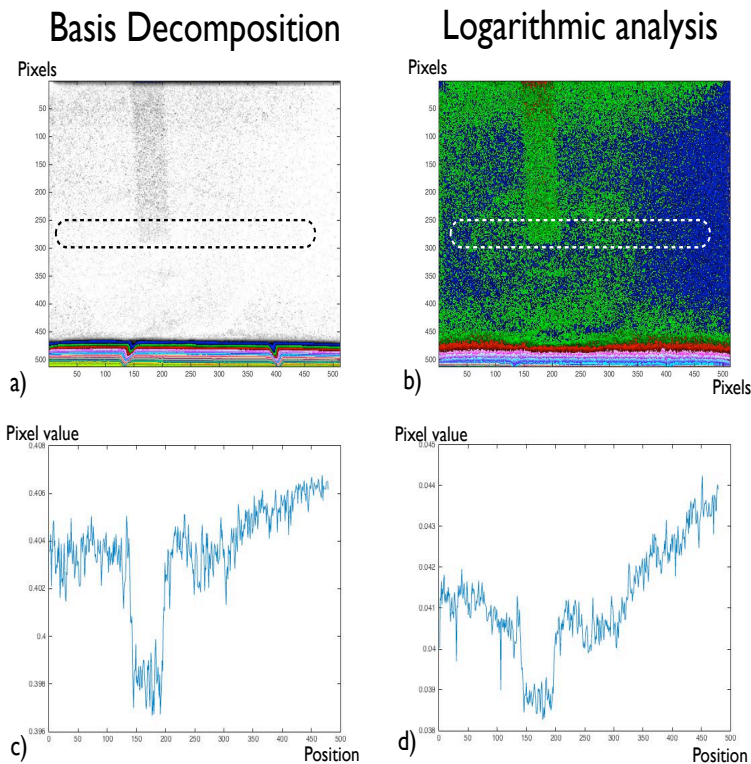 Basis Decomposition
Logarithmic analysis
Pixels
50
100
150
200
250
300
350
400
450
500
50 100 150 200 250 300 350 400 450 500
a)
Pixels
50
100
150
200
250
300
350
400
450
500
50 100 150 200 250 300 350 400 450 500
b)
Pixels
Pixel value
0.408
0.406
0.404
0.402
0.4
0.398
0.396
0 50 100 150 200 250 300 350 400 450 500
c)
Position
Pixel value
0.045
0.044
0.043
0.042
0.041
0.04
0.039
0.038
0 50 100 150 200 250 300 350 400 450 500
d)
Position